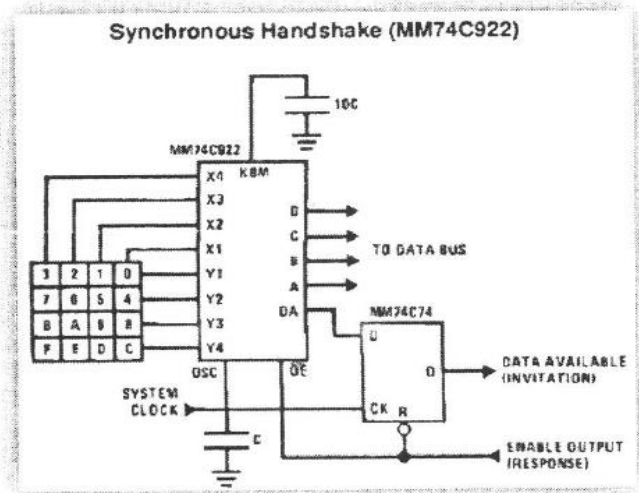 Synchronous Handshake (MM74C922)
10C
MM74C922
KBM
X4
X3
X2
X1
Y1
Y2
Y3
Y4
D
C
B
A
DA
TO DATA BUS
3 2 1 0
7 6 5 4
B A 9 8
F E D C
MM74C74
D
Q
CK
R
DATA AVAILABLE
(INVITATION)
OSC
OE
SYSTEM
CLOCK
C
ENABLE OUTPUT
(RESPONSE)